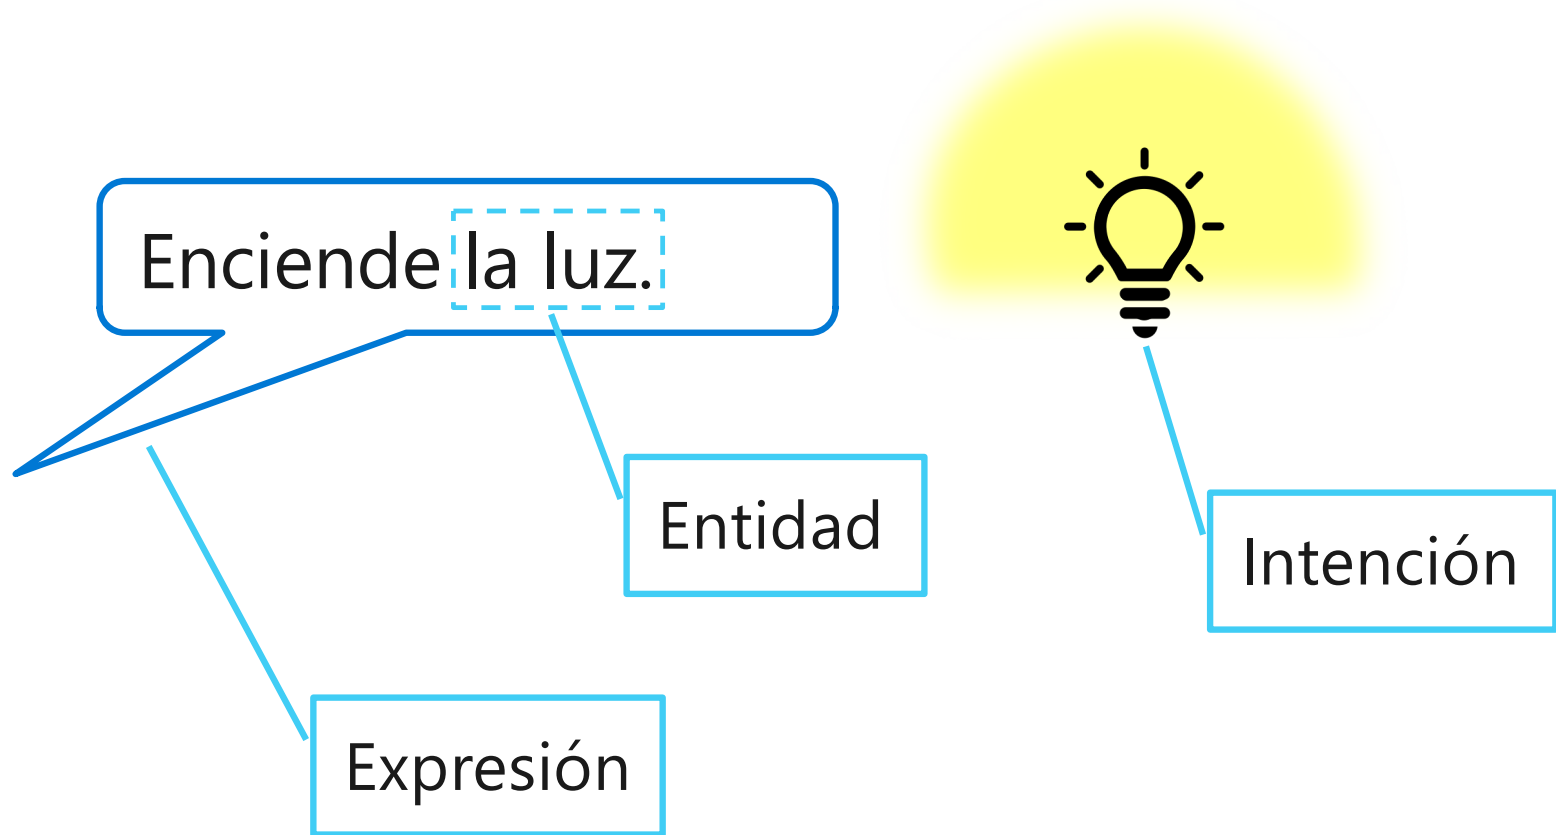 Enciende la luz.
Entidad
Intención
Expresión